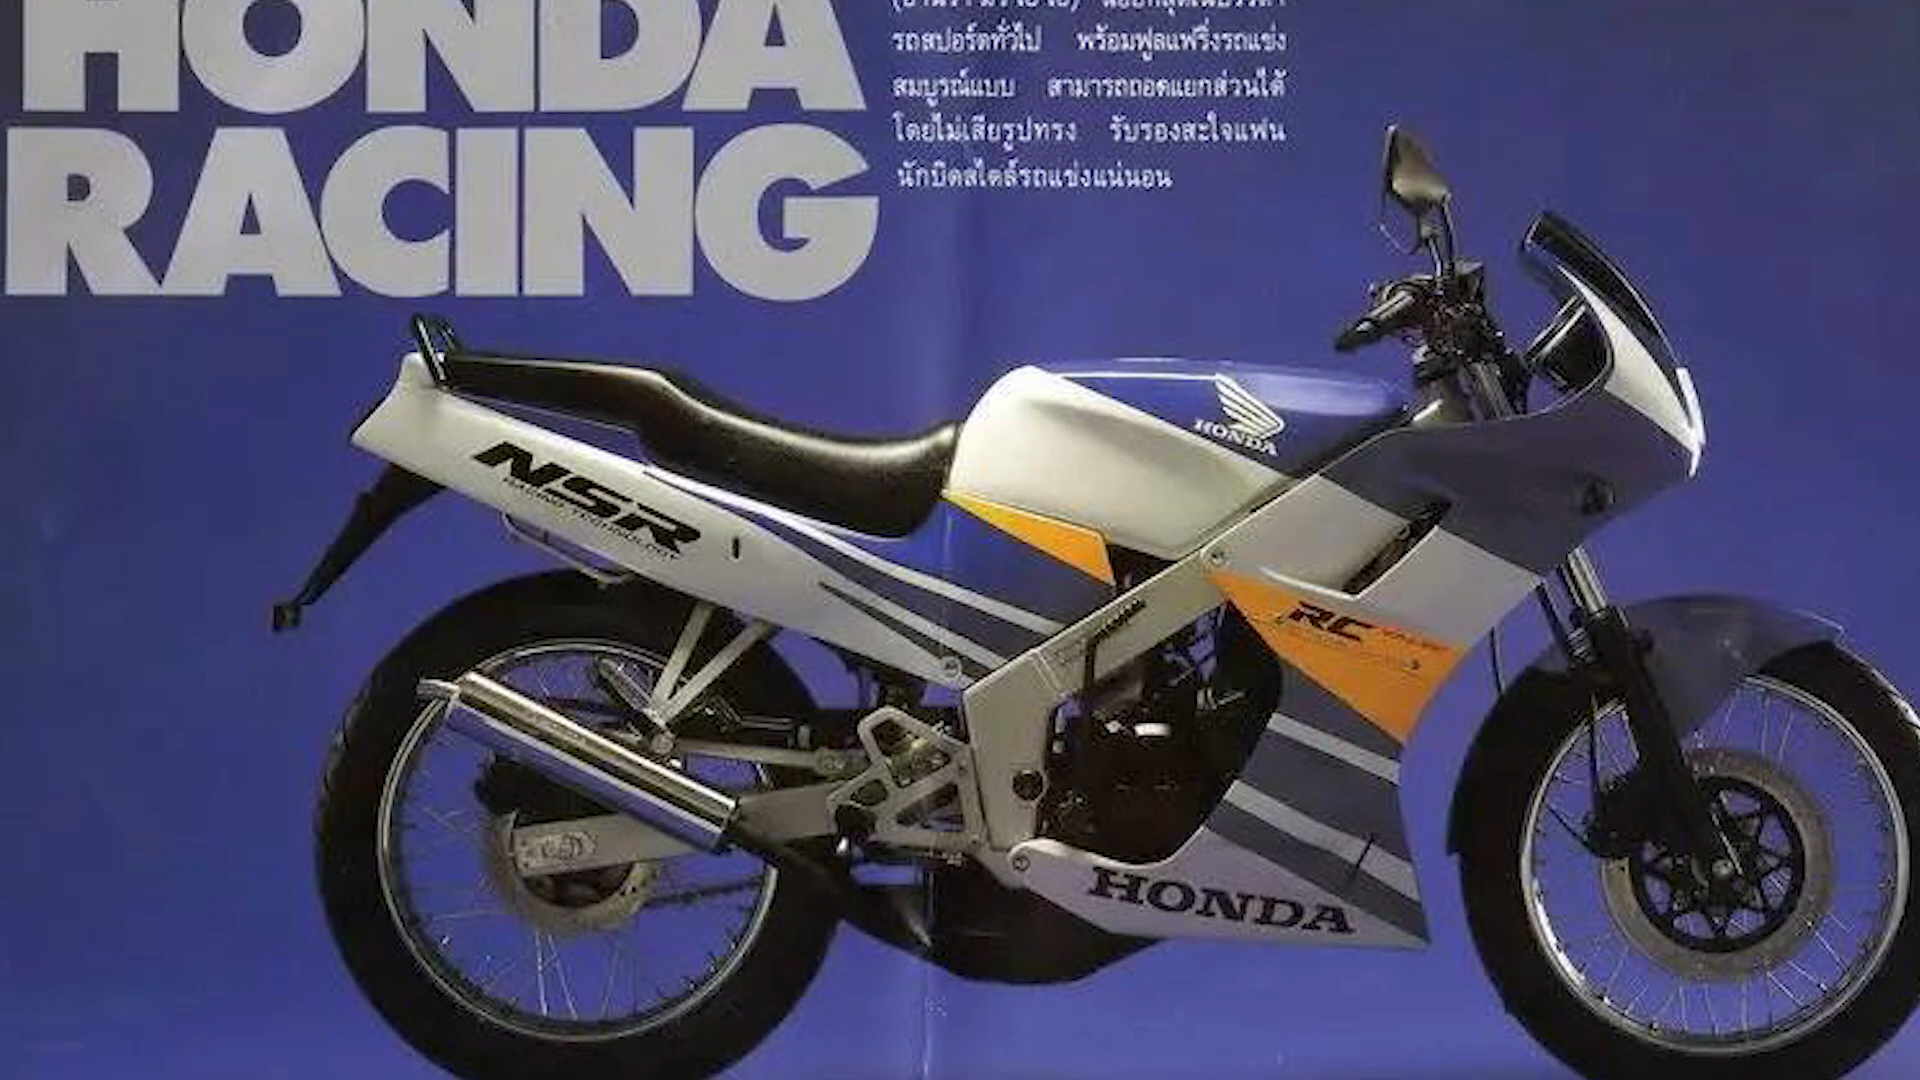 HONDA
RACING
รถสปอร์ตทั่วไป พร้อมฟูลแฟริ่งรถแข่ง
สมบูรณ์แบบ สามารถถอดแยกส่วนได้
โดยไม่เสียรูปทรง รับรองสะใจแฟน
นักบิดสไตล์รถแข่งแน่นอน
HONDA
NSR
RACING TECHNOLOGY
RC VALVE
HONDA